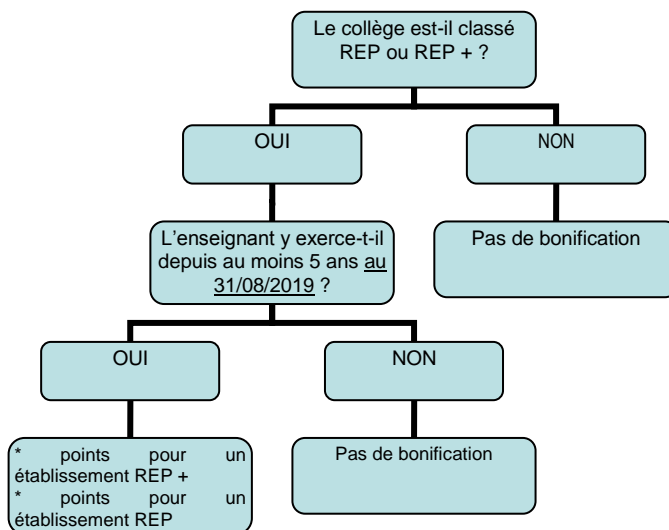 Le collège est-il classé
REP ou REP + ?
OUI
NON
L'enseignant y exerce-t-il
depuis au moins 5 ans au
31/08/2019 ?
Pas de bonification
OUI
NON
* points pour un
établissement REP +
* points pour un
établissement REP
Pas de bonification